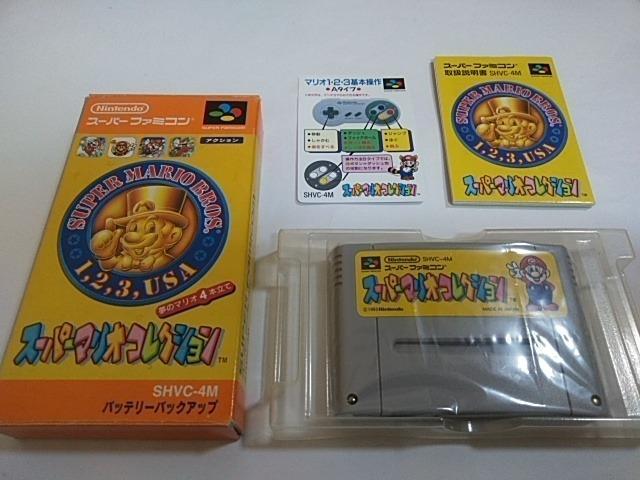 Nintendo
スーパーファミコン
SUPER FAMICOM
アクション
SUPER MARIO BROS.
1, 2, 3, USA
夢のマリオ4本立て
スーパーマリオコレクション
TM
SHVC-4M
バッテリーバックアップ
マリオ1・2・3基本操作
●Aタイプ●
SHVC-4M
スーパーマリオコレクション
スーパーファミコン
取扱説明書 SHVC-4M
SUPER MARIO BROS.
1, 2, 3, USA
スーパーマリオコレクション
Nintendo SHVC-4M
スーパーファミコン
スーパーマリオコレクション
TM
©1993 Nintendo
MADE IN JAPAN